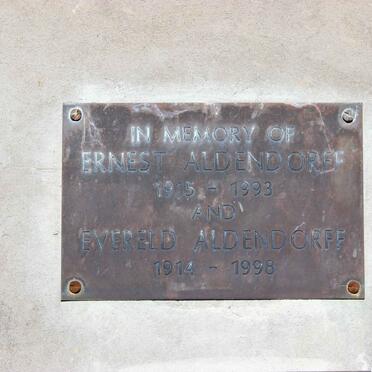 IN MEMORY OF
ERNEST ALDENDORFF
1915 - 1993
AND
EVERELD ALDENDORFF
1914 - 1998